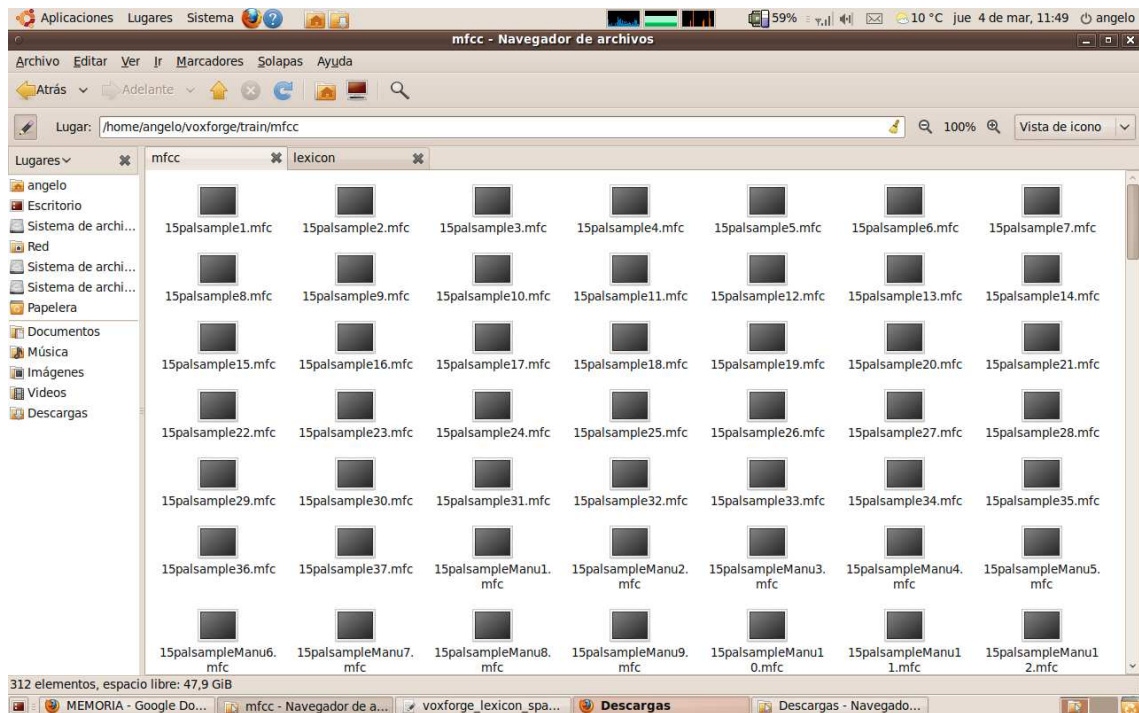 Aplicaciones Lugares Sistema 59% 10 °C jue 4 de mar, 11:49 angelo
mfcc - Navegador de archivos
Archivo Editar Ver Ir Marcadores Solapas Ayuda
Atrás Adelante
Lugar: /home/angelo/voxforge/train/mfcc 100% Vista de icono
Lugares mfcc lexicon
angelo
Escritorio
Sistema de archi...
Red
Sistema de archi...
Sistema de archi...
Papelera
Documentos
Música
Imágenes
Videos
Descargas
15palsample1.mfc 15palsample2.mfc 15palsample3.mfc 15palsample4.mfc 15palsample5.mfc 15palsample6.mfc 15palsample7.mfc
15palsample8.mfc 15palsample9.mfc 15palsample10.mfc 15palsample11.mfc 15palsample12.mfc 15palsample13.mfc 15palsample14.mfc
15palsample15.mfc 15palsample16.mfc 15palsample17.mfc 15palsample18.mfc 15palsample19.mfc 15palsample20.mfc 15palsample21.mfc
15palsample22.mfc 15palsample23.mfc 15palsample24.mfc 15palsample25.mfc 15palsample26.mfc 15palsample27.mfc 15palsample28.mfc
15palsample29.mfc 15palsample30.mfc 15palsample31.mfc 15palsample32.mfc 15palsample33.mfc 15palsample34.mfc 15palsample35.mfc
15palsample36.mfc 15palsample37.mfc 15palsampleManu1. 15palsampleManu2. 15palsampleManu3. 15palsampleManu4. 15palsampleManu5.
mfc mfc mfc mfc mfc
15palsampleManu6. 15palsampleManu7. 15palsampleManu8. 15palsampleManu9. 15palsampleManu1 15palsampleManu1 15palsampleManu1
mfc mfc mfc mfc 0.mfc 1.mfc 2.mfc
312 elementos, espacio libre: 47,9 GiB
MEMORIA - Google Do... mfcc - Navegador de a... voxforge_lexicon_spa... Descargas Descargas - Navegado...